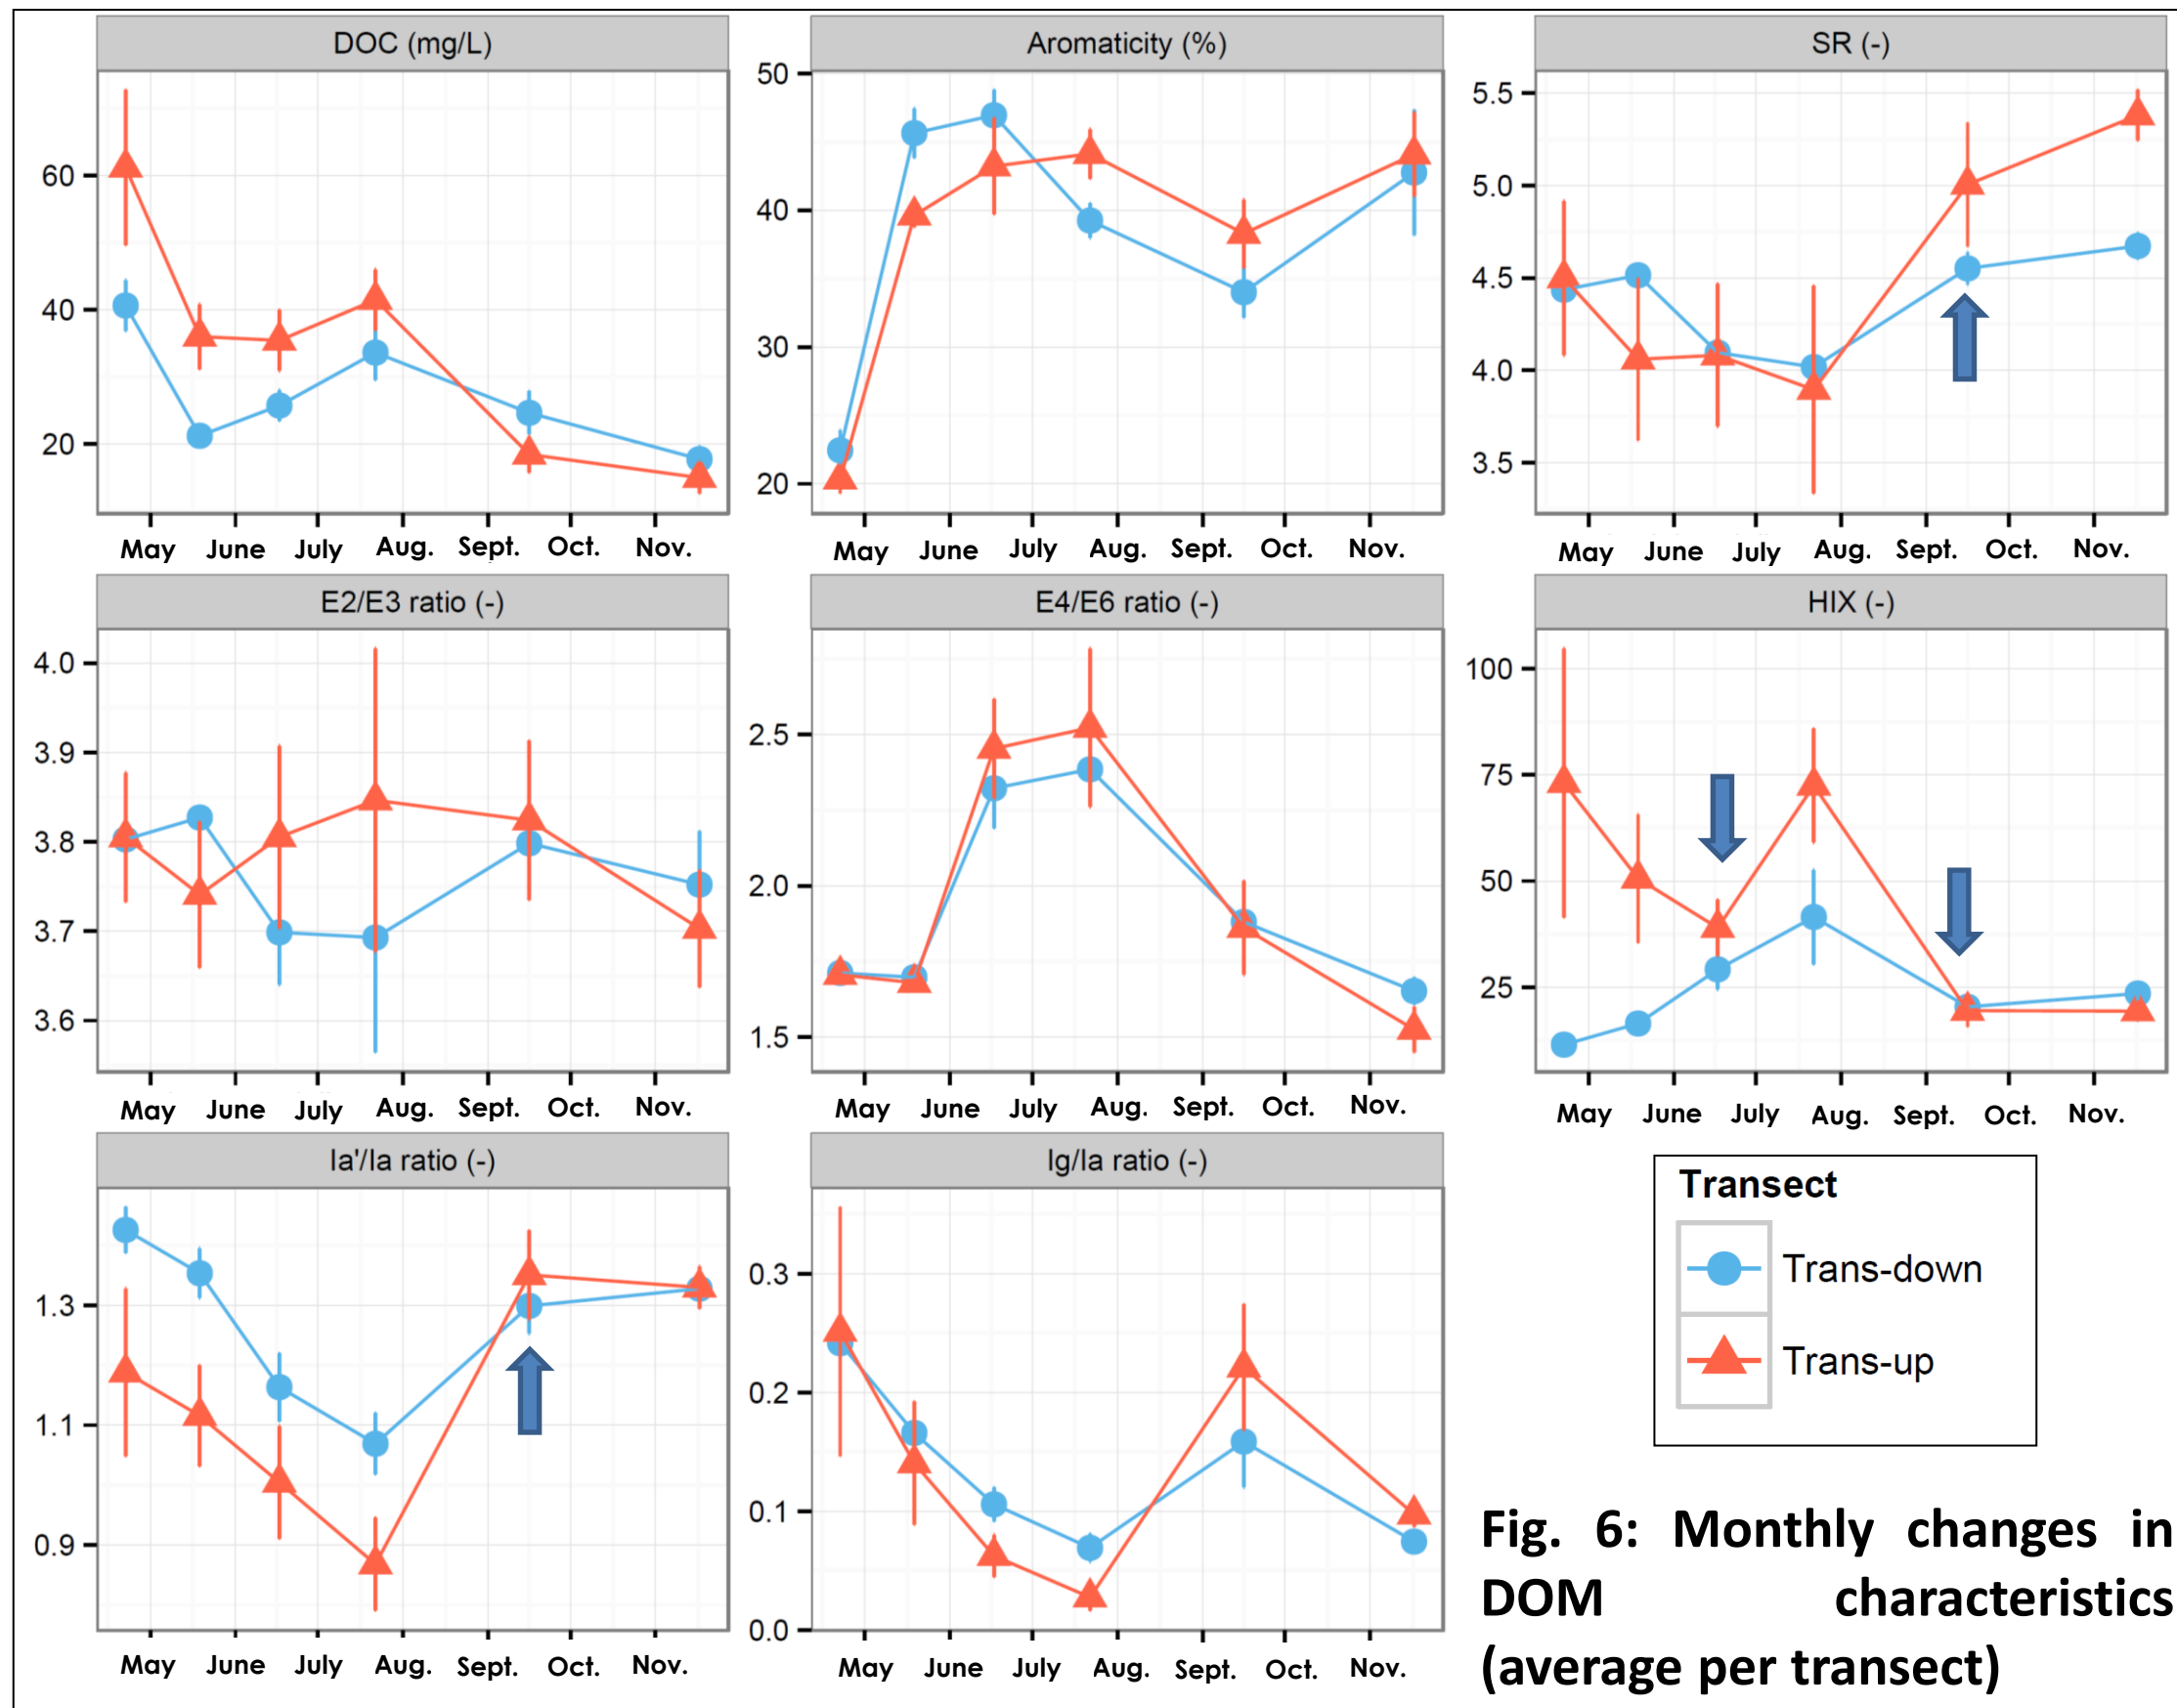 DOC (mg/L)
60
40
20
May June July Aug. Sept. Oct. Nov.
Aromaticity (%)
50
40
30
20
May June July Aug. Sept. Oct. Nov.
SR (-)
5.5
5.0
4.5
4.0
3.5
May June July Aug. Sept. Oct. Nov.
E2/E3 ratio (-)
4.0
3.9
3.8
3.7
3.6
May June July Aug. Sept. Oct. Nov.
E4/E6 ratio (-)
2.5
2.0
1.5
May June July Aug. Sept. Oct. Nov.
HIX (-)
100
75
50
25
May June July Aug. Sept. Oct. Nov.
Ia'/Ia ratio (-)
1.3
1.1
0.9
May June July Aug. Sept. Oct. Nov.
Ig/Ia ratio (-)
0.3
0.2
0.1
0.0
May June July Aug. Sept. Oct. Nov.
Transect
Trans-down
Trans-up
Fig. 6: Monthly changes in
DOM characteristics
(average per transect)